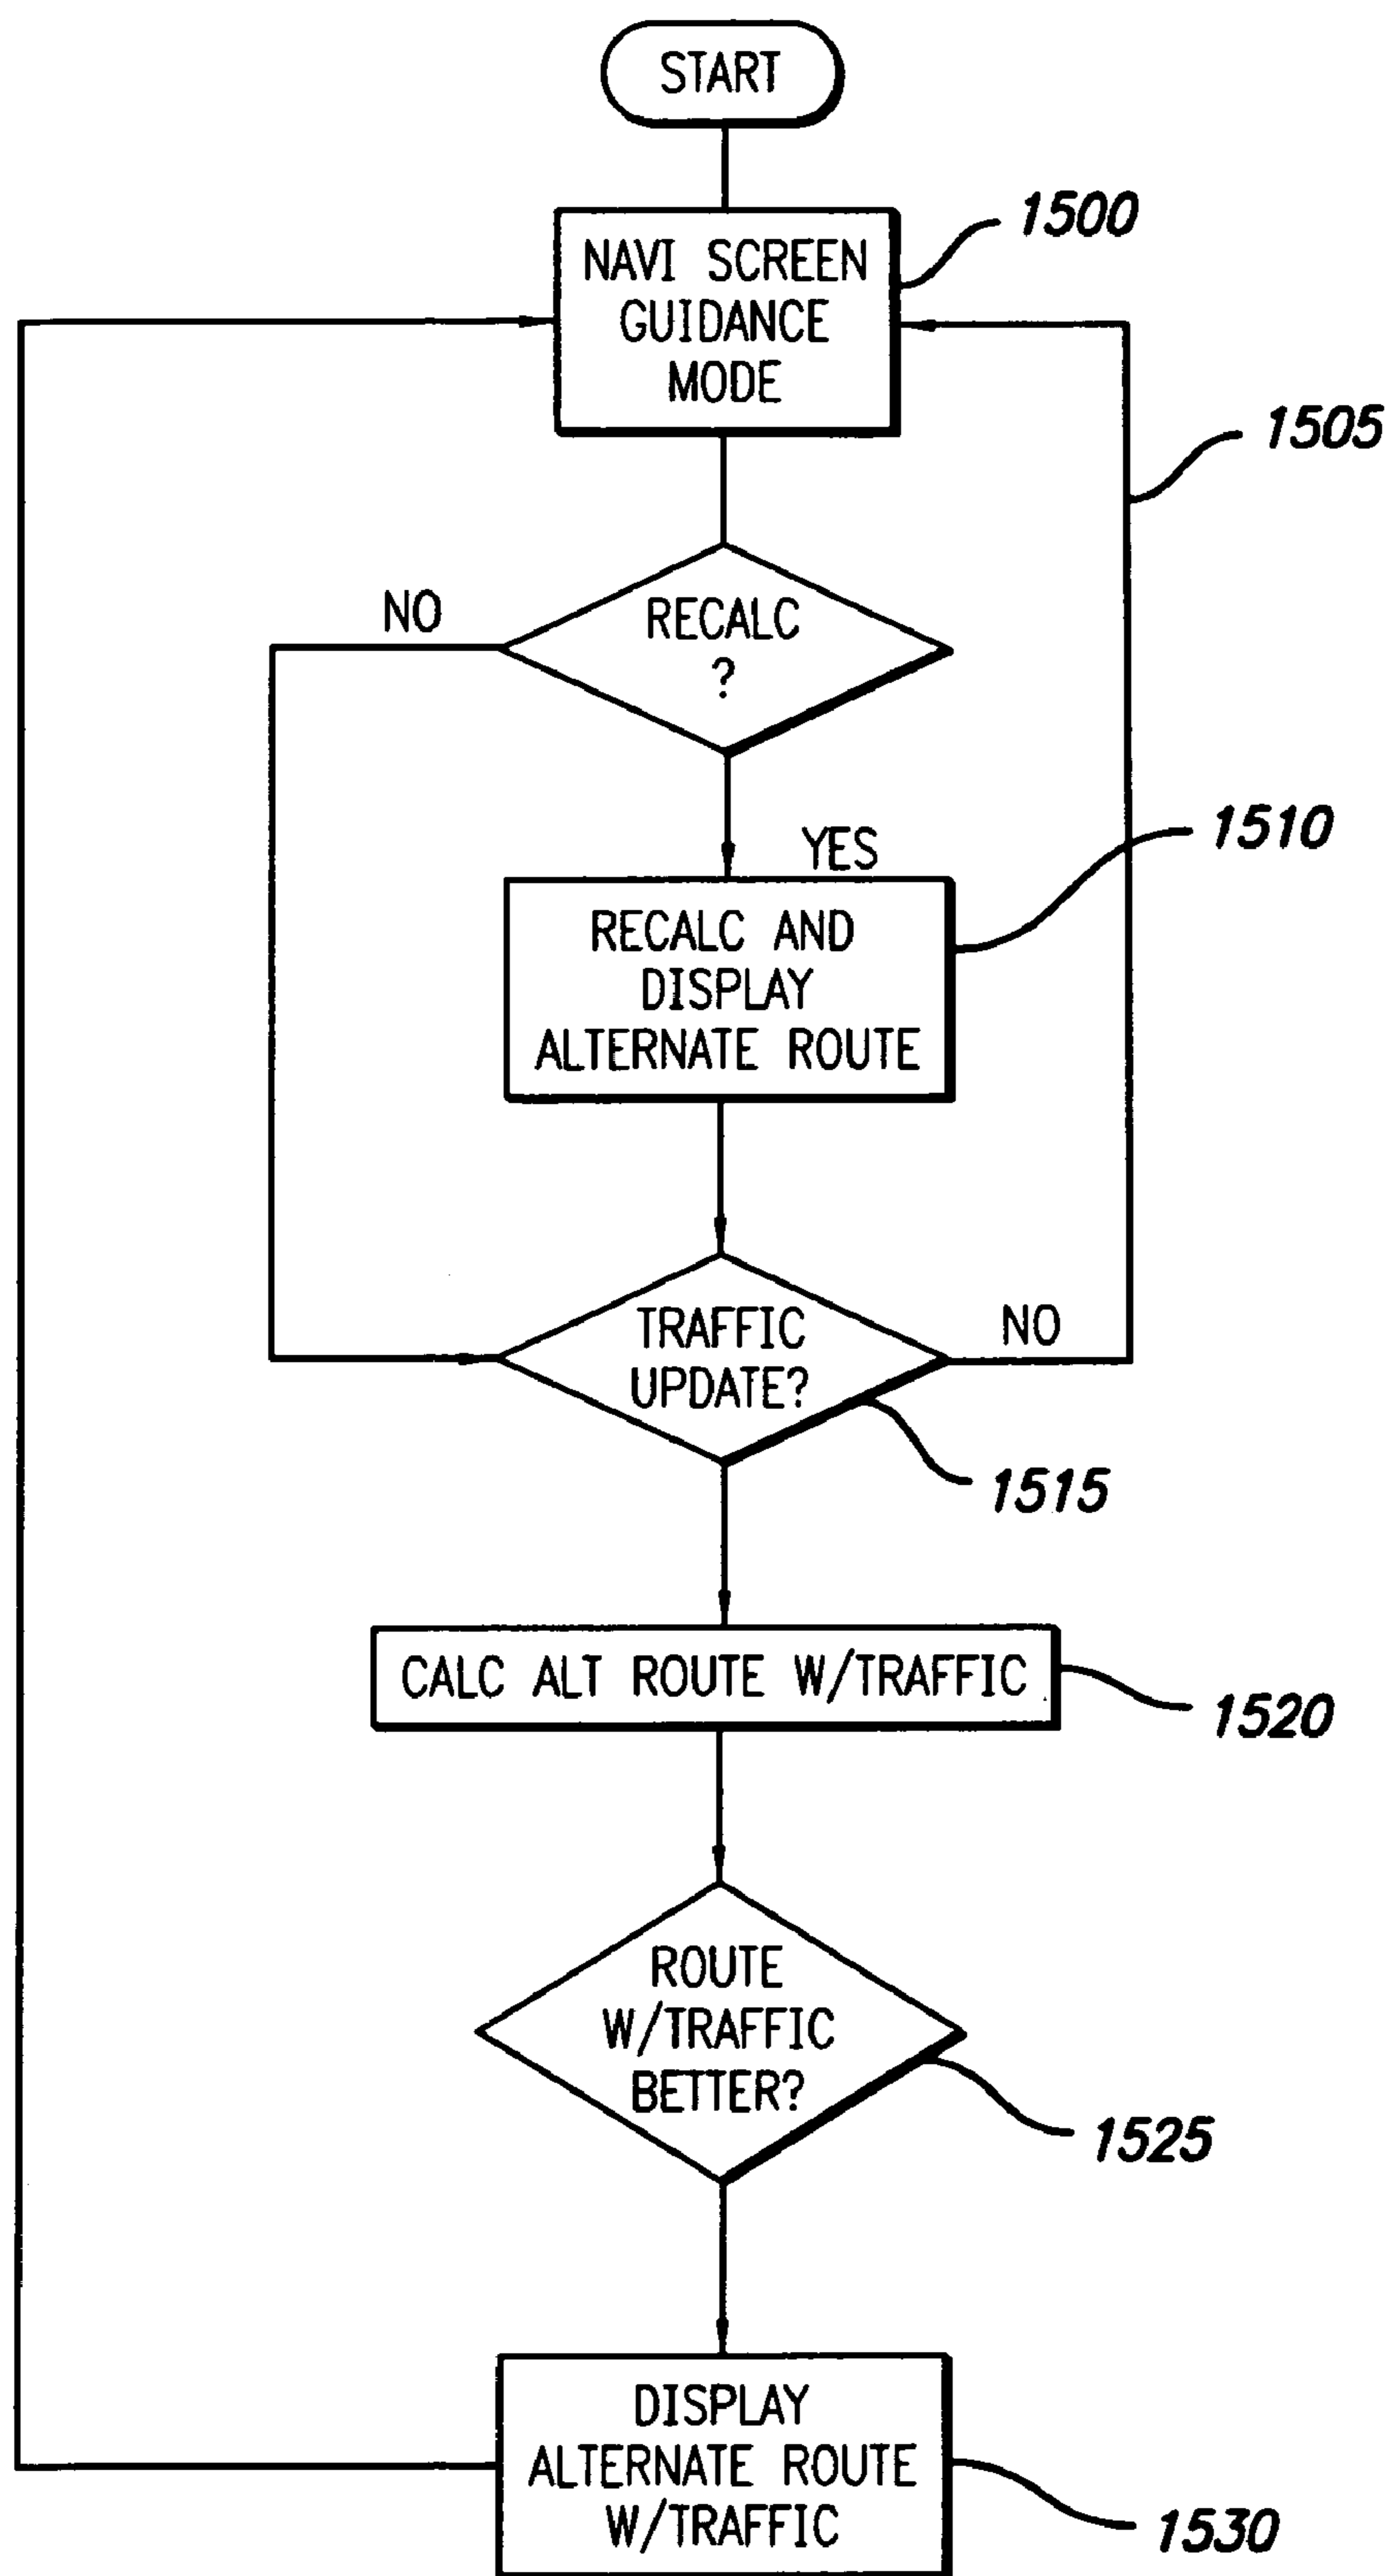 START
1500
NAVI SCREEN
GUIDANCE
MODE
1505
NO
RECALC
?
YES
1510
RECALC AND
DISPLAY
ALTERNATE ROUTE
TRAFFIC
UPDATE?
NO
1515
CALC ALT ROUTE W/TRAFFIC
1520
ROUTE
W/TRAFFIC
BETTER?
1525
DISPLAY
ALTERNATE ROUTE
W/TRAFFIC
1530